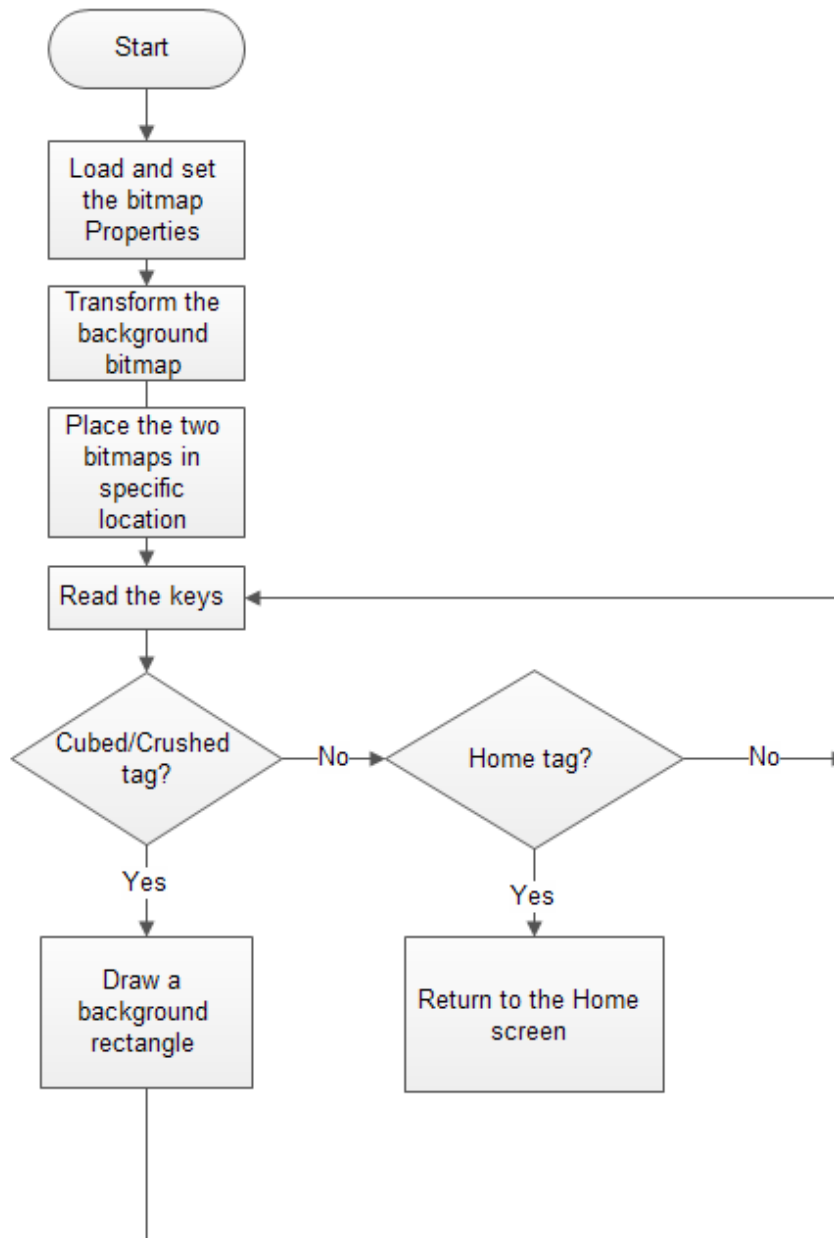 Start
Load and set
the bitmap
Properties
Transform the
background
bitmap
Place the two
bitmaps in
specific
location
Read the keys
Cubed/Crushed
tag?
No
Home tag?
No
Yes
Yes
Draw a
background
rectangle
Return to the Home
screen